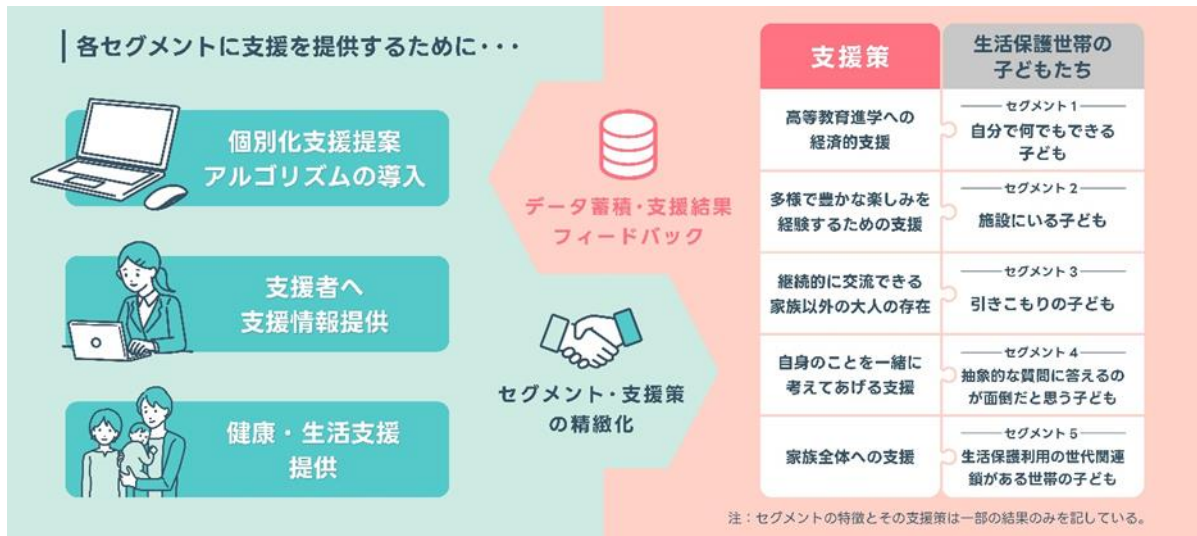 各セグメントに支援を提供するために・・・
個別化支援提案
アルゴリズムの導入
支援者へ
支援情報提供
健康・生活支援
提供
データ蓄積・支援結果
フィードバック
セグメント・支援策
の精緻化
支援策
生活保護世帯の
子どもたち
高等教育進学への
経済的支援
セグメント 1
自分で何でもできる
子ども
多様で豊かな楽しみを
経験するための支援
セグメント 2
施設にいる子ども
継続的に交流できる
家族以外の大人の存在
セグメント 3
引きこもりの子ども
自身のことを一緒に
考えてあげる支援
セグメント 4
抽象的な質問に答えるの
が面倒だと思う子ども
家族全体への支援
セグメント 5
生活保護利用の世代間連
鎖がある世帯の子ども
注：セグメントの特徴とその支援策は一部の結果のみを記している。